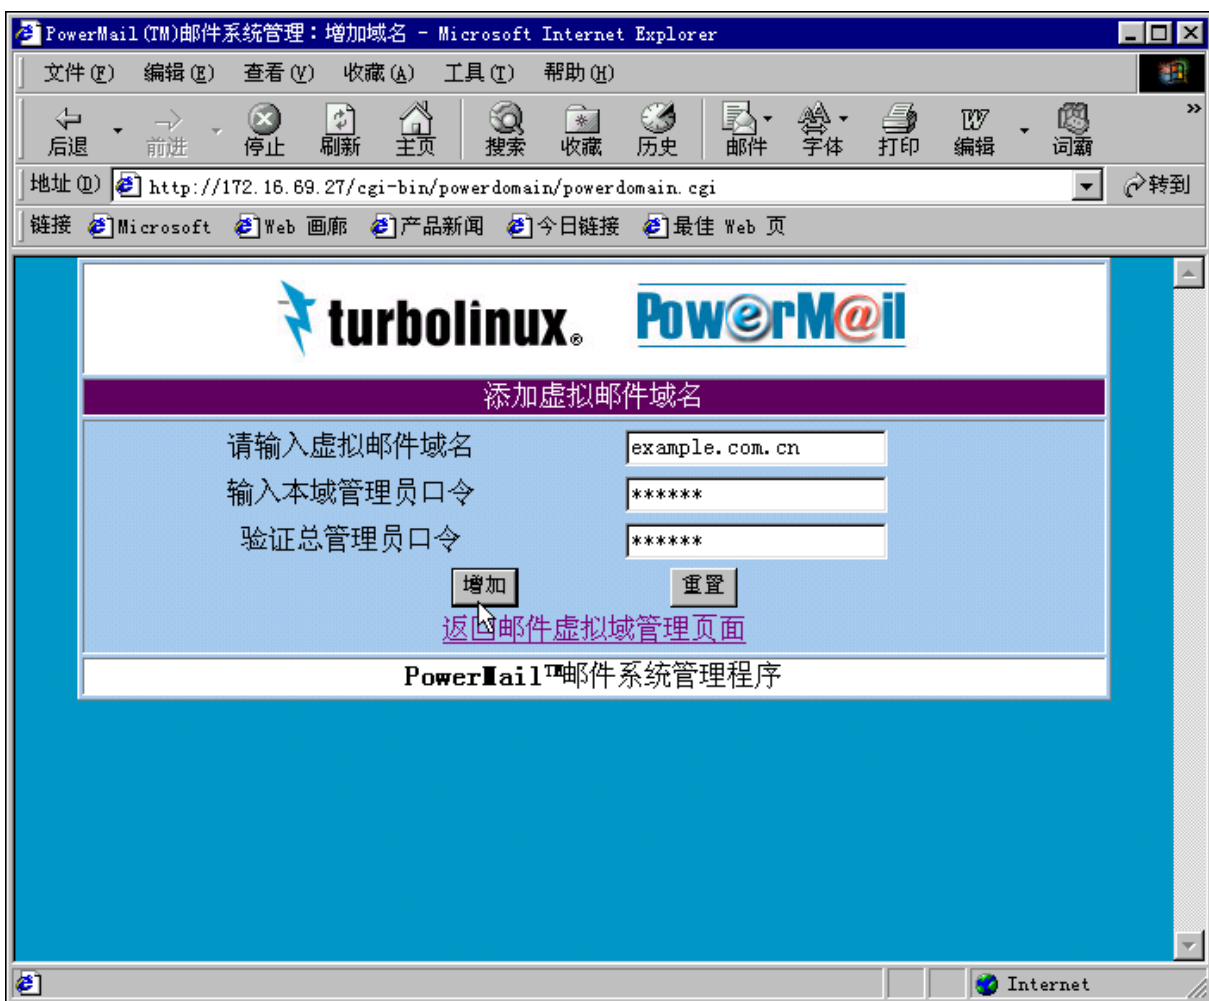 PowerMail(TM)邮件系统管理：增加域名 - Microsoft Internet Explorer
文件(F) 编辑(E) 查看(V) 收藏(A) 工具(T) 帮助(H)
后退 前进 停止 刷新 主页 搜索 收藏 历史 邮件 字体 打印 编辑 词霸 »
地址(D) http://172.16.69.27/cgi-bin/powerdomain/powerdomain.cgi 转到
链接 Microsoft Web 画廊 产品新闻 今日链接 最佳 Web 页
turbolinux® PowerM@il
添加虚拟邮件域名
请输入虚拟邮件域名 example.com.cn
输入本域管理员口令 ******
验证总管理员口令 ******
增加 重置
返回邮件虚拟域管理页面
PowerMail™邮件系统管理程序
Internet